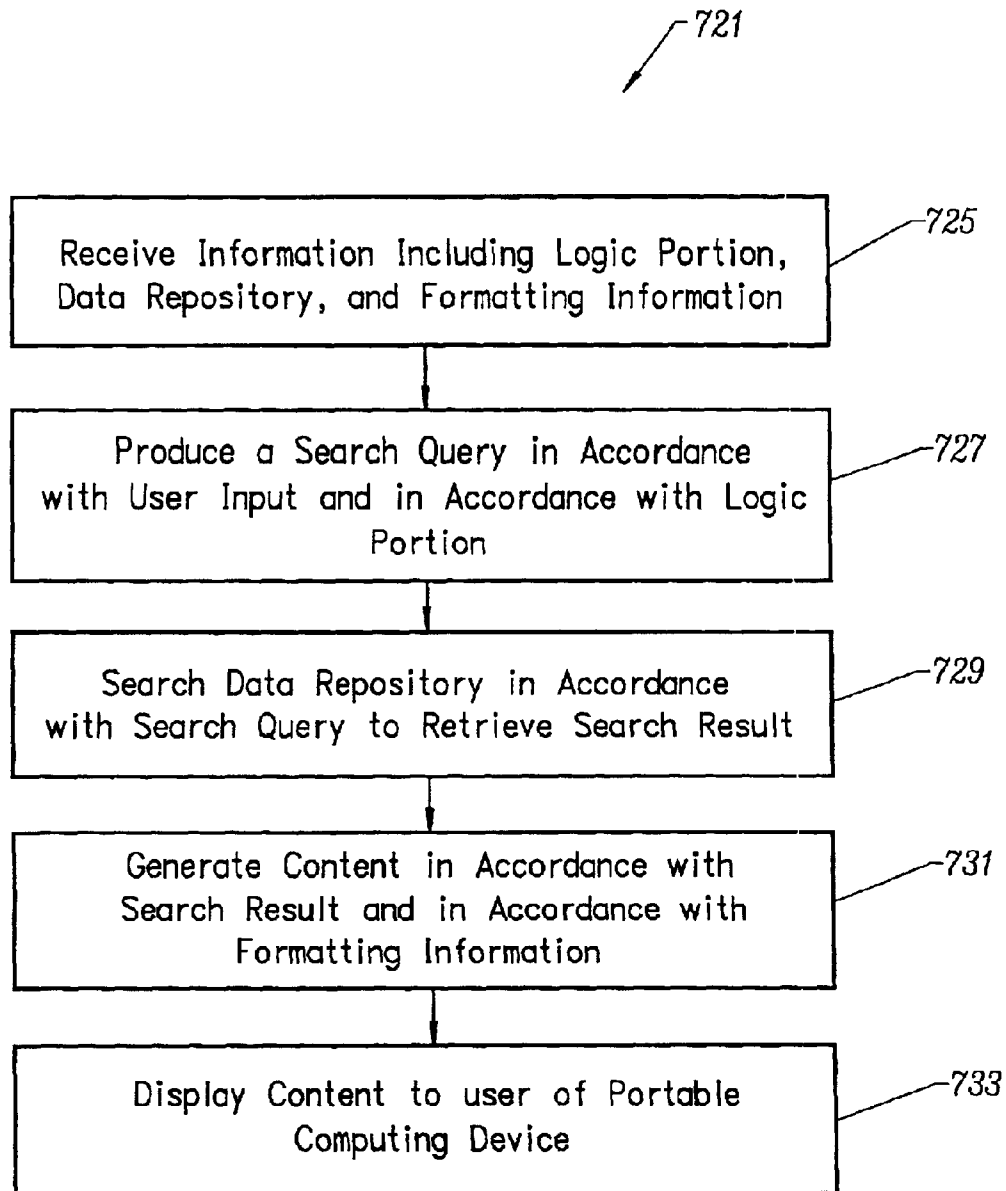 721
Receive Information Including Logic Portion,
Data Repository, and Formatting Information
725
Produce a Search Query in Accordance
with User Input and in Accordance with Logic
Portion
727
Search Data Repository in Accordance
with Search Query to Retrieve Search Result
729
Generate Content in Accordance with
Search Result and in Accordance with
Formatting Information
731
Display Content to user of Portable
Computing Device
733